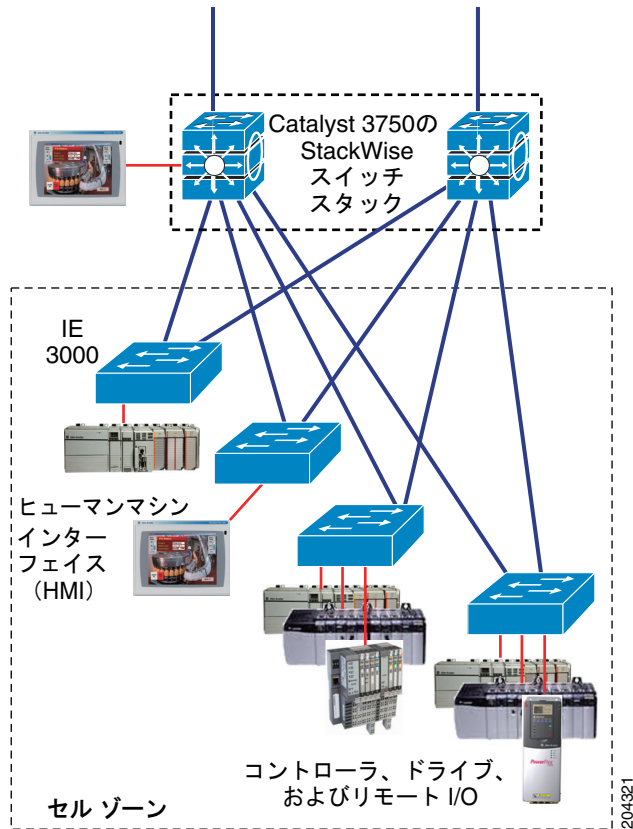 Catalyst 3750の
StackWise
スイッチ
スタック
IE
3000
ヒューマンマシン
インター
フェイス
（HMI）
コントローラ、ドライブ、
およびリモート I/O
セル ゾーン
204321